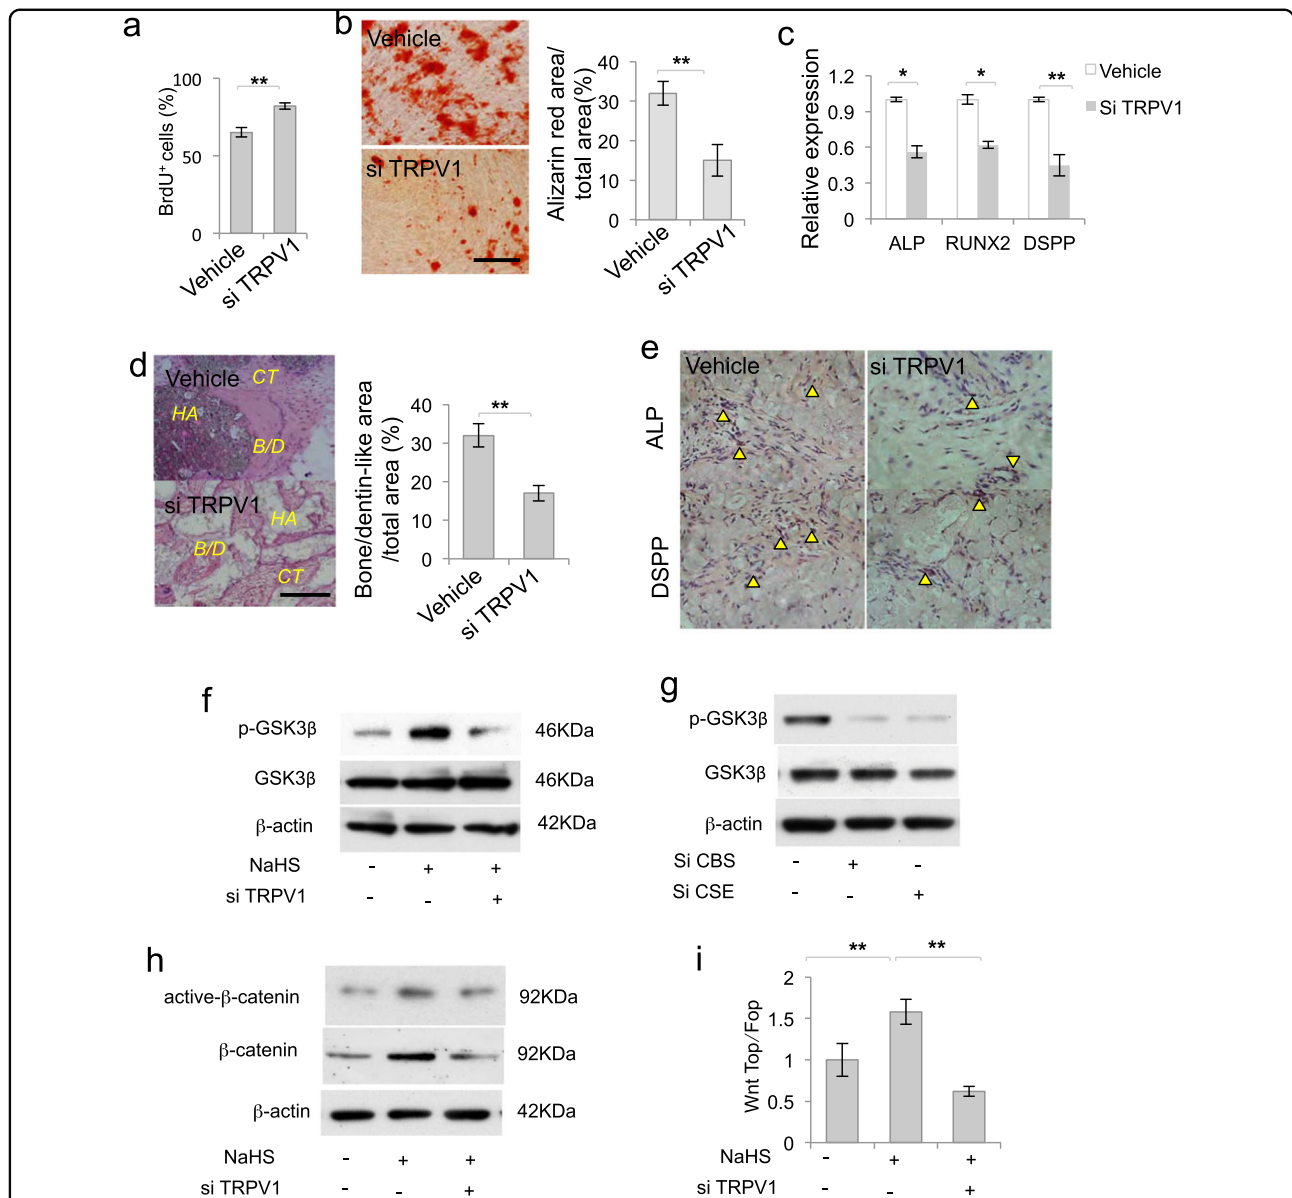 a
BrdU⁺ cells (%)
100
50
0
**
Vehicle
si TRPV1
b
Vehicle
si TRPV1
Alizarin red area/
total area(%)
40
30
20
10
0
**
Vehicle
si TRPV1
c
Relative expression
1.2
0.9
0.6
0.3
0
* * **
ALP RUNX2 DSPP
Vehicle
Si TRPV1
d
Vehicle
CT
HA
B/D
si TRPV1
HA
B/D
CT
Bone/dentin-like area
/total area (%)
40
30
20
10
0
**
Vehicle
si TRPV1
e
Vehicle si TRPV1
ALP
DSPP
f
p-GSK3β 46KDa
GSK3β 46KDa
β-actin 42KDa
NaHS - + +
si TRPV1 - - +
g
p-GSK3β
GSK3β
β-actin
Si CBS - + -
Si CSE - - +
h
active-β-catenin 92KDa
β-catenin 92KDa
β-actin 42KDa
NaHS - + +
si TRPV1 - - +
i
Wnt Top/Fop
** **
2
1.5
1
0.5
0
NaHS - + +
si TRPV1 - - +